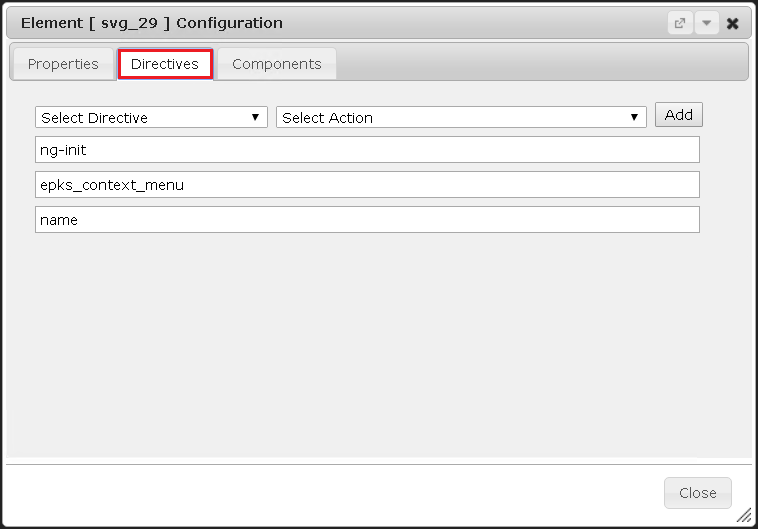 Element [ svg_29 ] Configuration
Properties Directives Components
Select Directive Select Action Add
ng-init
epks_context_menu
name
Close